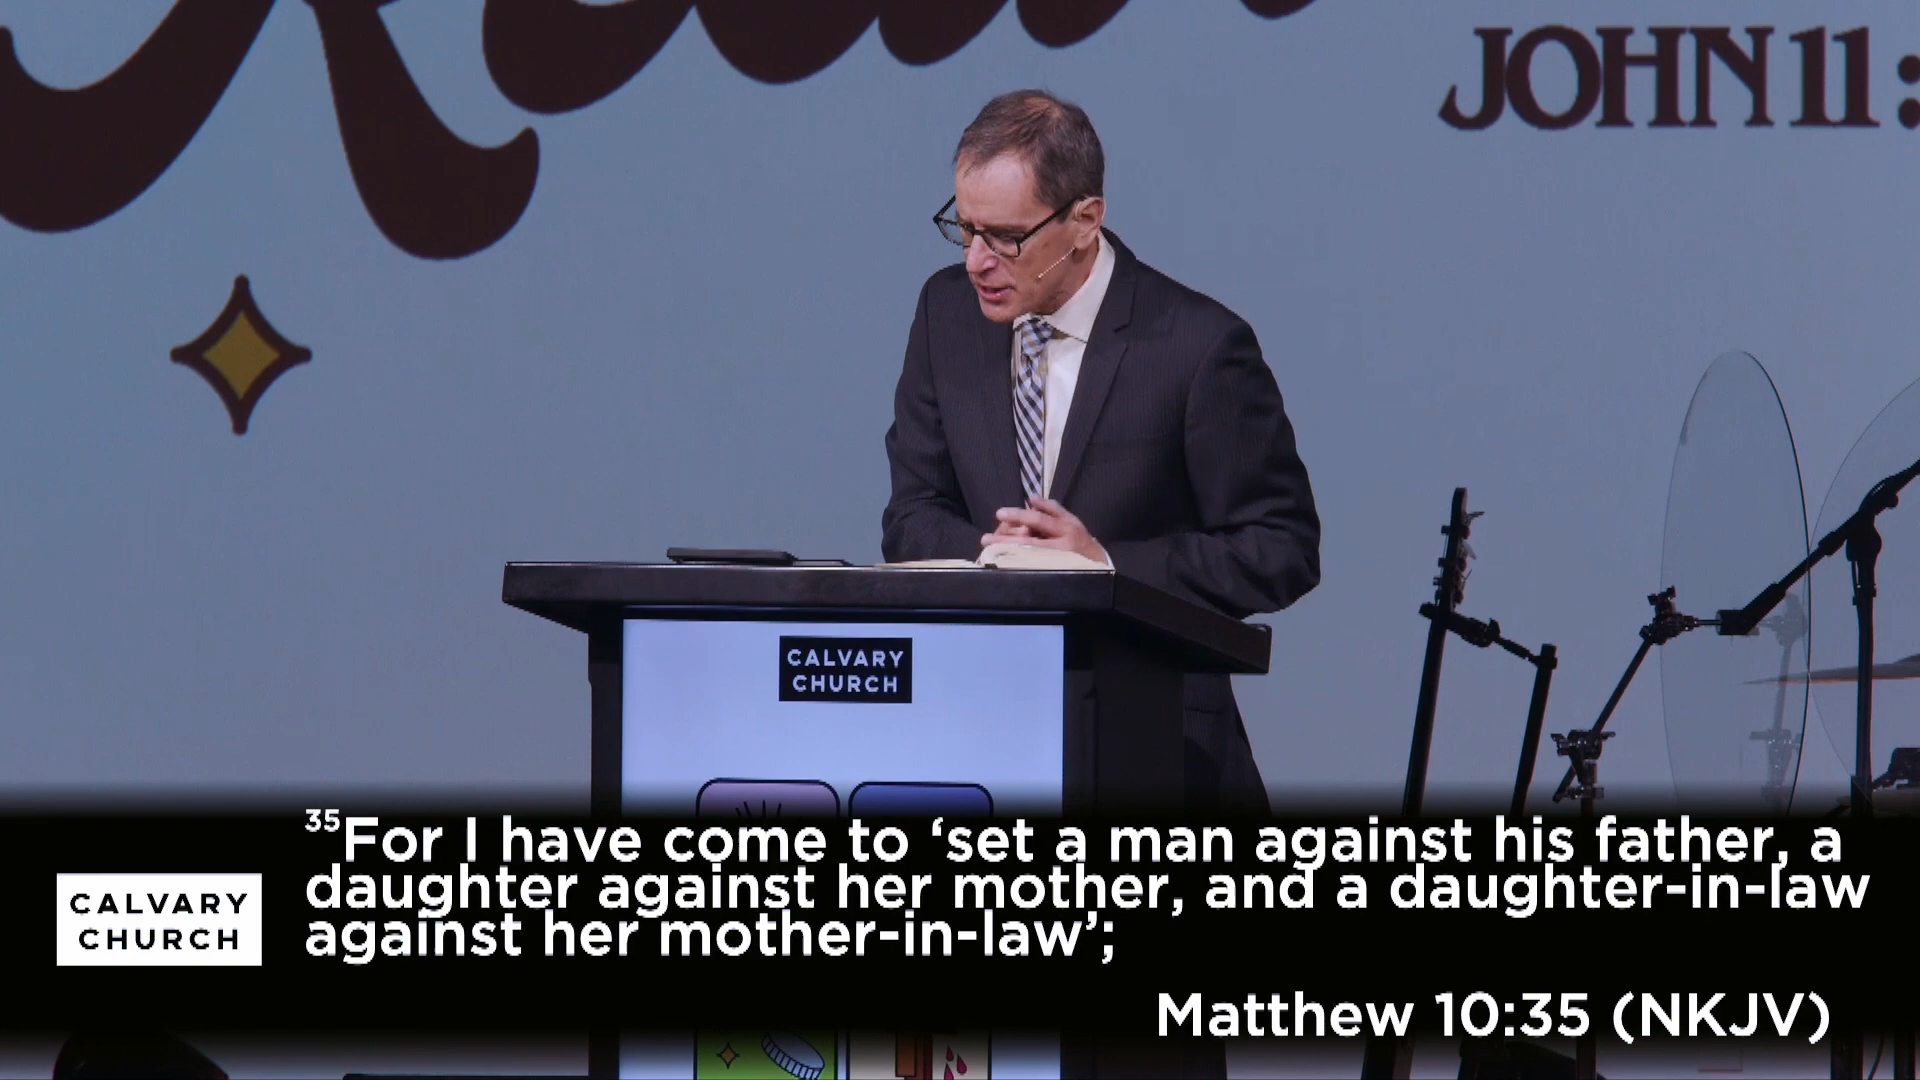 JOHN 11:
CALVARY
CHURCH
³⁵For I have come to ‘set a man against his father, a
daughter against her mother, and a daughter-in-law
against her mother-in-law’;
CALVARY
CHURCH
Matthew 10:35 (NKJV)